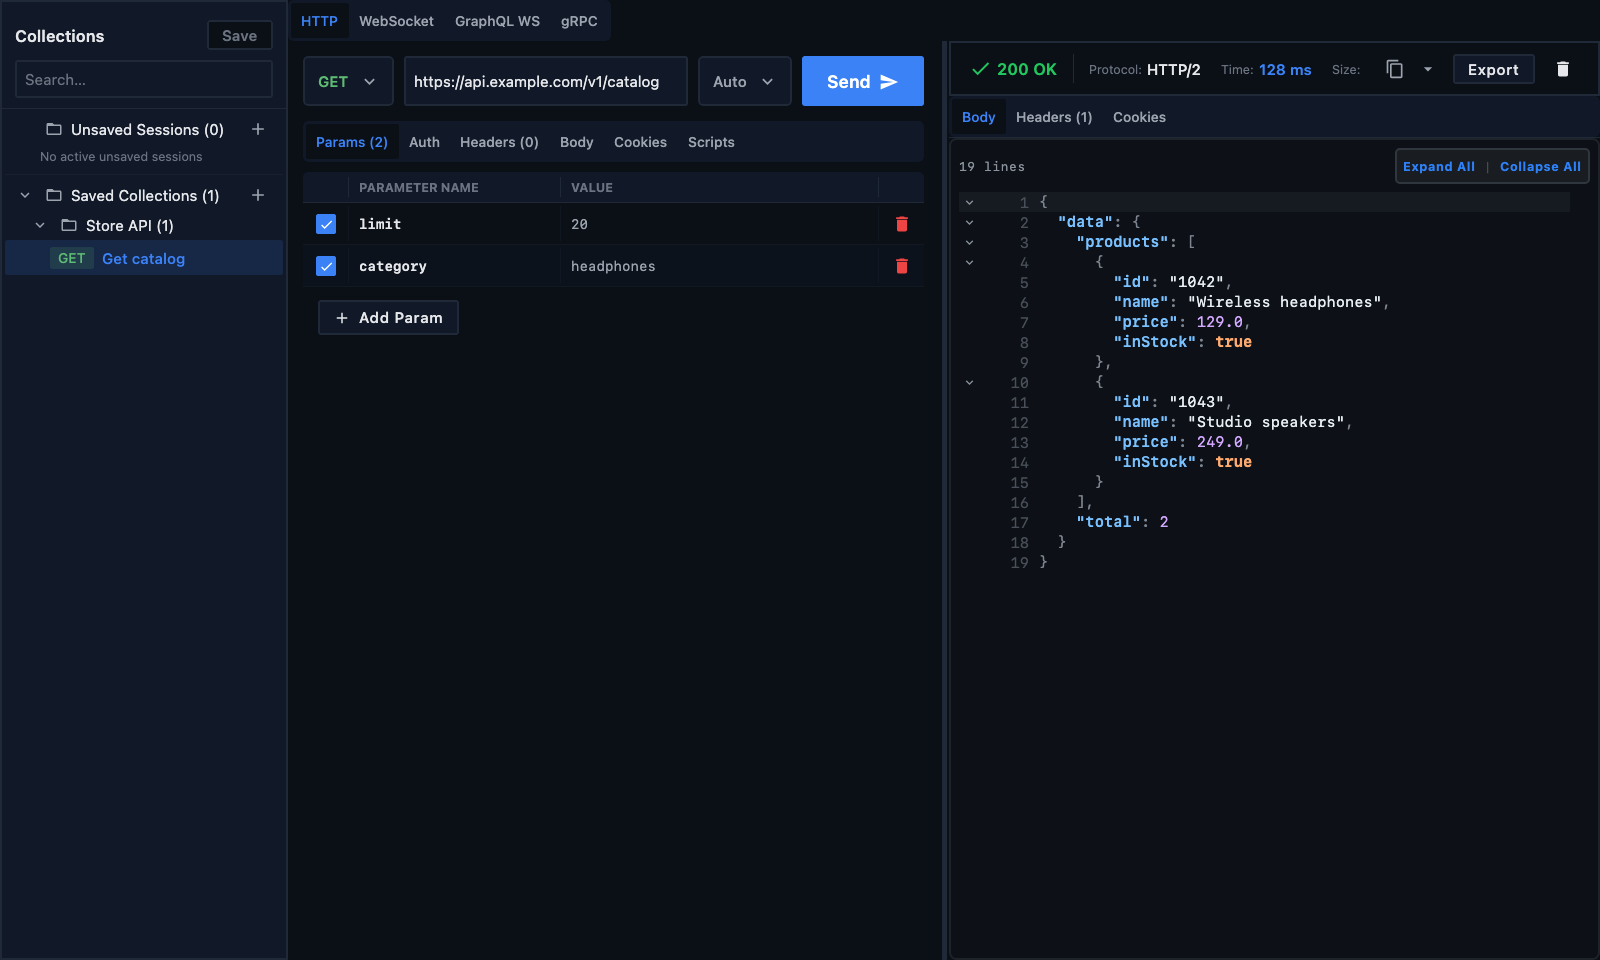 Collections
Save
Search...
Unsaved Sessions (0)
No active unsaved sessions
Saved Collections (1)
Store API (1)
GET Get catalog
HTTP WebSocket GraphQL WS gRPC
GET https://api.example.com/v1/catalog Auto Send
Params (2) Auth Headers (0) Body Cookies Scripts
PARAMETER NAME VALUE
limit 20
category headphones
Add Param
200 OK Protocol: HTTP/2 Time: 128 ms Size: Export
Body Headers (1) Cookies
19 lines Expand All | Collapse All
1 {
2 "data": {
3 "products": [
4 {
5 "id": "1042",
6 "name": "Wireless headphones",
7 "price": 129.0,
8 "inStock": true
9 },
10 {
11 "id": "1043",
12 "name": "Studio speakers",
13 "price": 249.0,
14 "inStock": true
15 }
16 ],
17 "total": 2
18 }
19 }